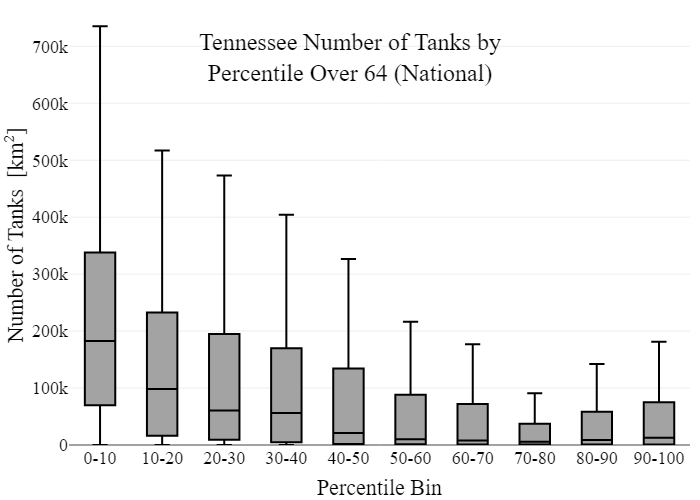 Tennessee Number of Tanks by
Percentile Over 64 (National)
Number of Tanks [km²]
700k
600k
500k
400k
300k
200k
100k
0
0-10 10-20 20-30 30-40 40-50 50-60 60-70 70-80 80-90 90-100
Percentile Bin